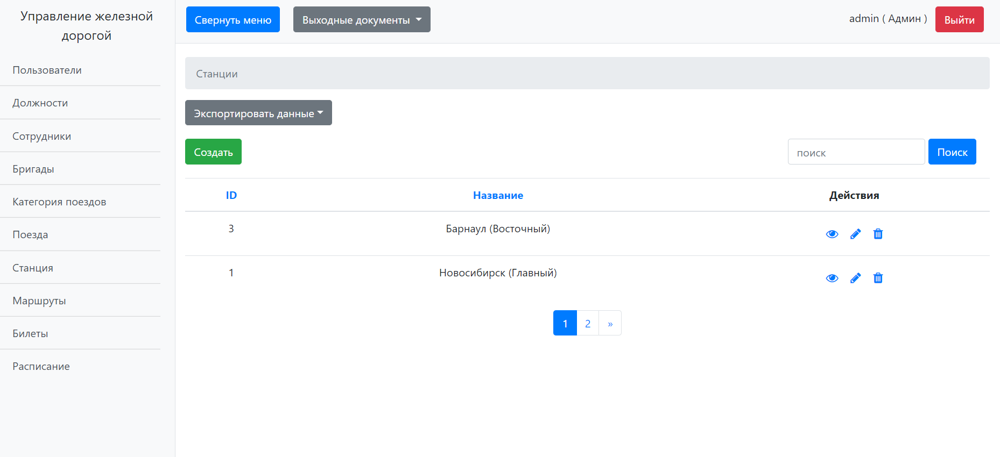 Управление железной
дорогой
Пользователи
Должности
Сотрудники
Бригады
Категория поездов
Поезда
Станция
Маршруты
Билеты
Расписание
Свернуть меню
Выходные документы
admin ( Админ )
Выйти
Станции
Экспортировать данные
Создать
поиск
Поиск
ID Название Действия
3 Барнаул (Восточный)
1 Новосибирск (Главный)
1 2 »